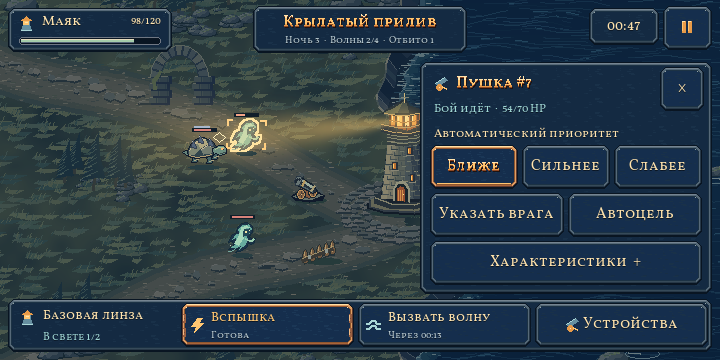 Маяк 98/120
Крылатый прилив
Ночь 3 · Волны 2/4 · Отбито 1
00:47
Пушка #7
X
Бой идёт · 54/70 HP
Автоматический приоритет
Ближе Сильнее Слабее
Указать врага Автоцель
Характеристики +
Базовая линза
В свете 1/2
Вспышка
Готова
Вызвать волну
Через 00:13
Устройства